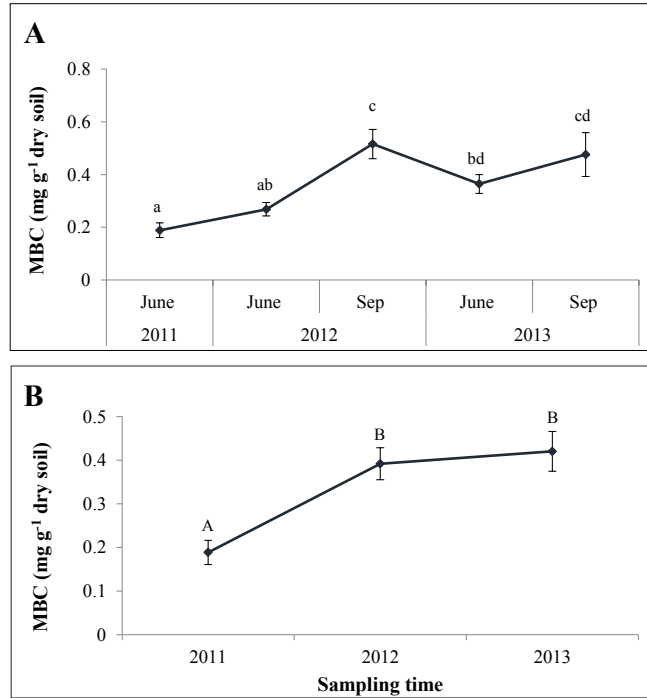 A
MBC (mg g⁻¹ dry soil)
0.8
0.6
0.4
0.2
0
a
ab
c
bd
cd
June June Sep June Sep
2011 2012 2013
B
MBC (mg g⁻¹ dry soil)
0.5
0.4
0.3
0.2
0.1
0
A
B
B
2011 2012 2013
Sampling time